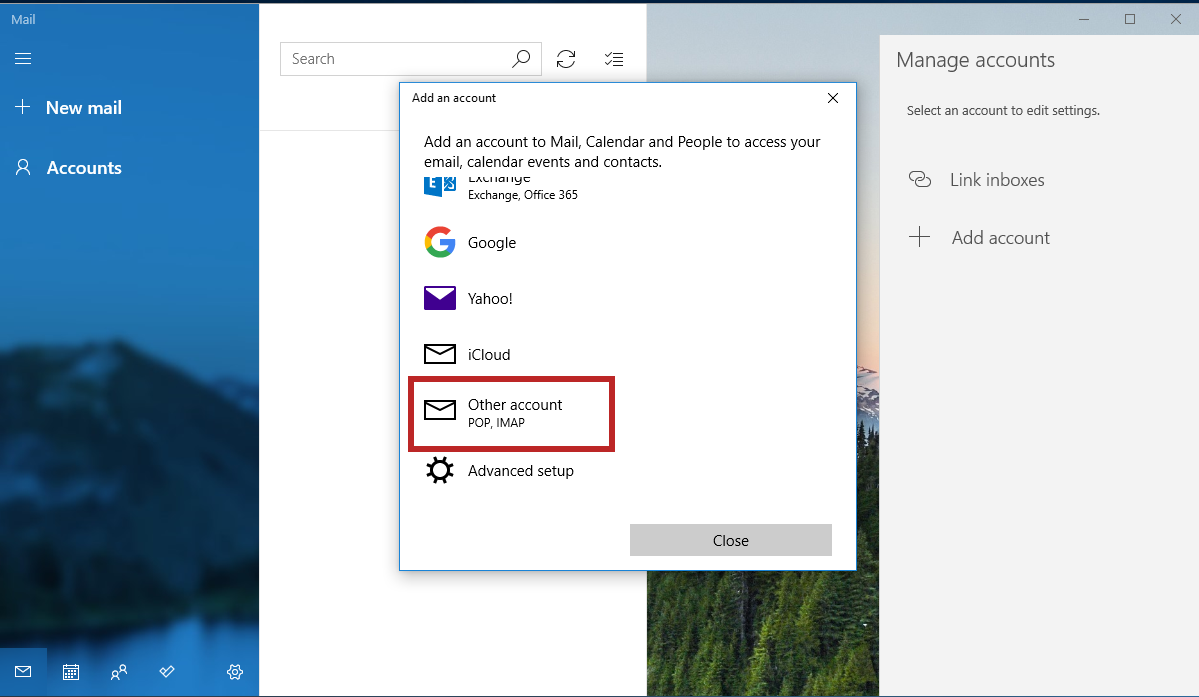 Mail
New mail
Accounts
Search
Add an account
Add an account to Mail, Calendar and People to access your
email, calendar events and contacts.
Exchange
Exchange, Office 365
Google
Yahoo!
iCloud
Other account
POP, IMAP
Advanced setup
Close
Manage accounts
Select an account to edit settings.
Link inboxes
Add account